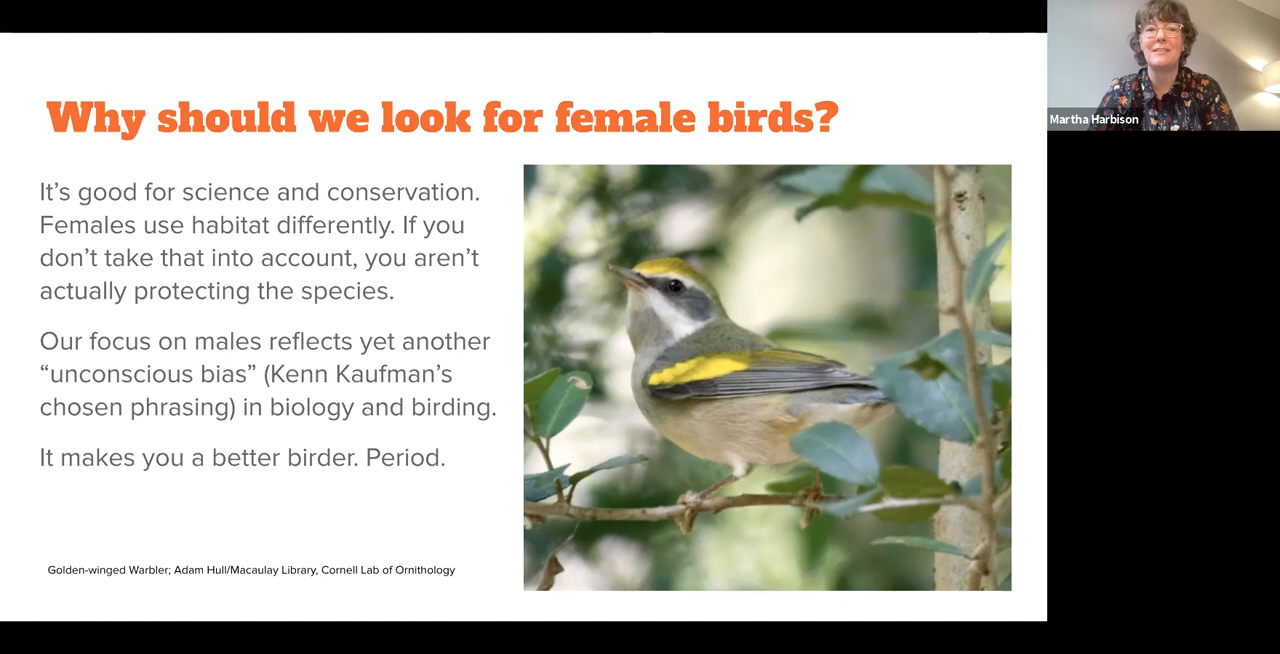 Why should we look for female birds?
It’s good for science and conservation.
Females use habitat differently. If you
don’t take that into account, you aren’t
actually protecting the species.
Our focus on males reflects yet another
“unconscious bias” (Kenn Kaufman’s
chosen phrasing) in biology and birding.
It makes you a better birder. Period.
Golden-winged Warbler; Adam Hull/Macaulay Library, Cornell Lab of Ornithology
Martha Harbison